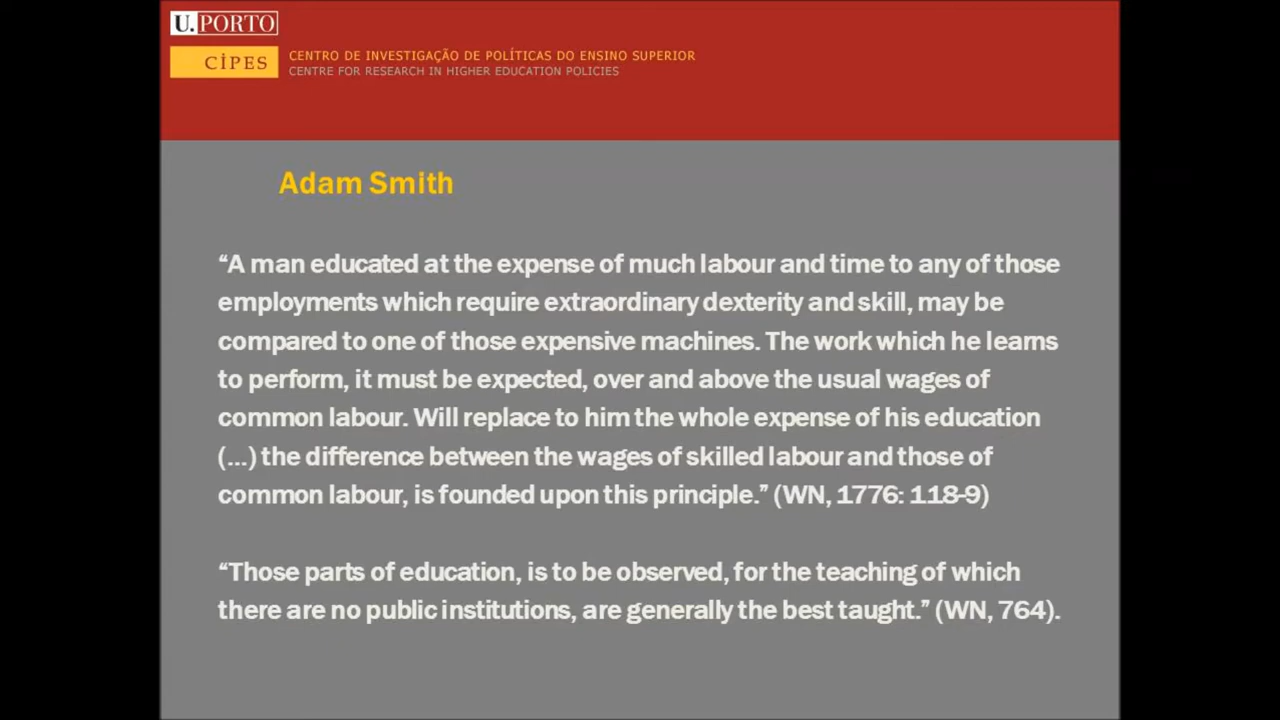 U.PORTO
CİPES
CENTRO DE INVESTIGAÇÃO DE POLÍTICAS DO ENSINO SUPERIOR
CENTRE FOR RESEARCH IN HIGHER EDUCATION POLICIES
Adam Smith
“A man educated at the expense of much labour and time to any of those
employments which require extraordinary dexterity and skill, may be
compared to one of those expensive machines. The work which he learns
to perform, it must be expected, over and above the usual wages of
common labour. Will replace to him the whole expense of his education
(...) the difference between the wages of skilled labour and those of
common labour, is founded upon this principle.” (WN, 1776: 118-9)
“Those parts of education, is to be observed, for the teaching of which
there are no public institutions, are generally the best taught.” (WN, 764).